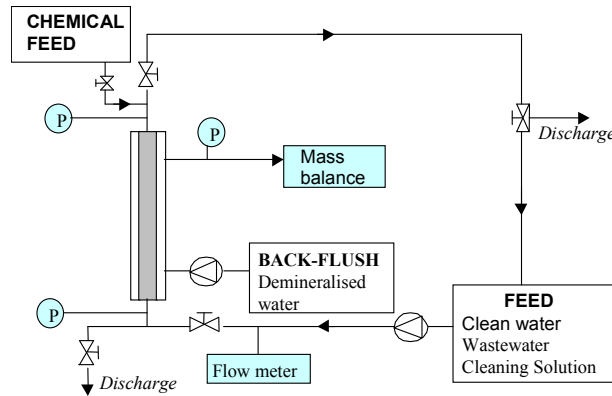 CHEMICAL
FEED
P
P
Discharge
Mass
balance
BACK-FLUSH
Demineralised
water
P
FEED
Clean water
Wastewater
Cleaning Solution
Flow meter
Discharge